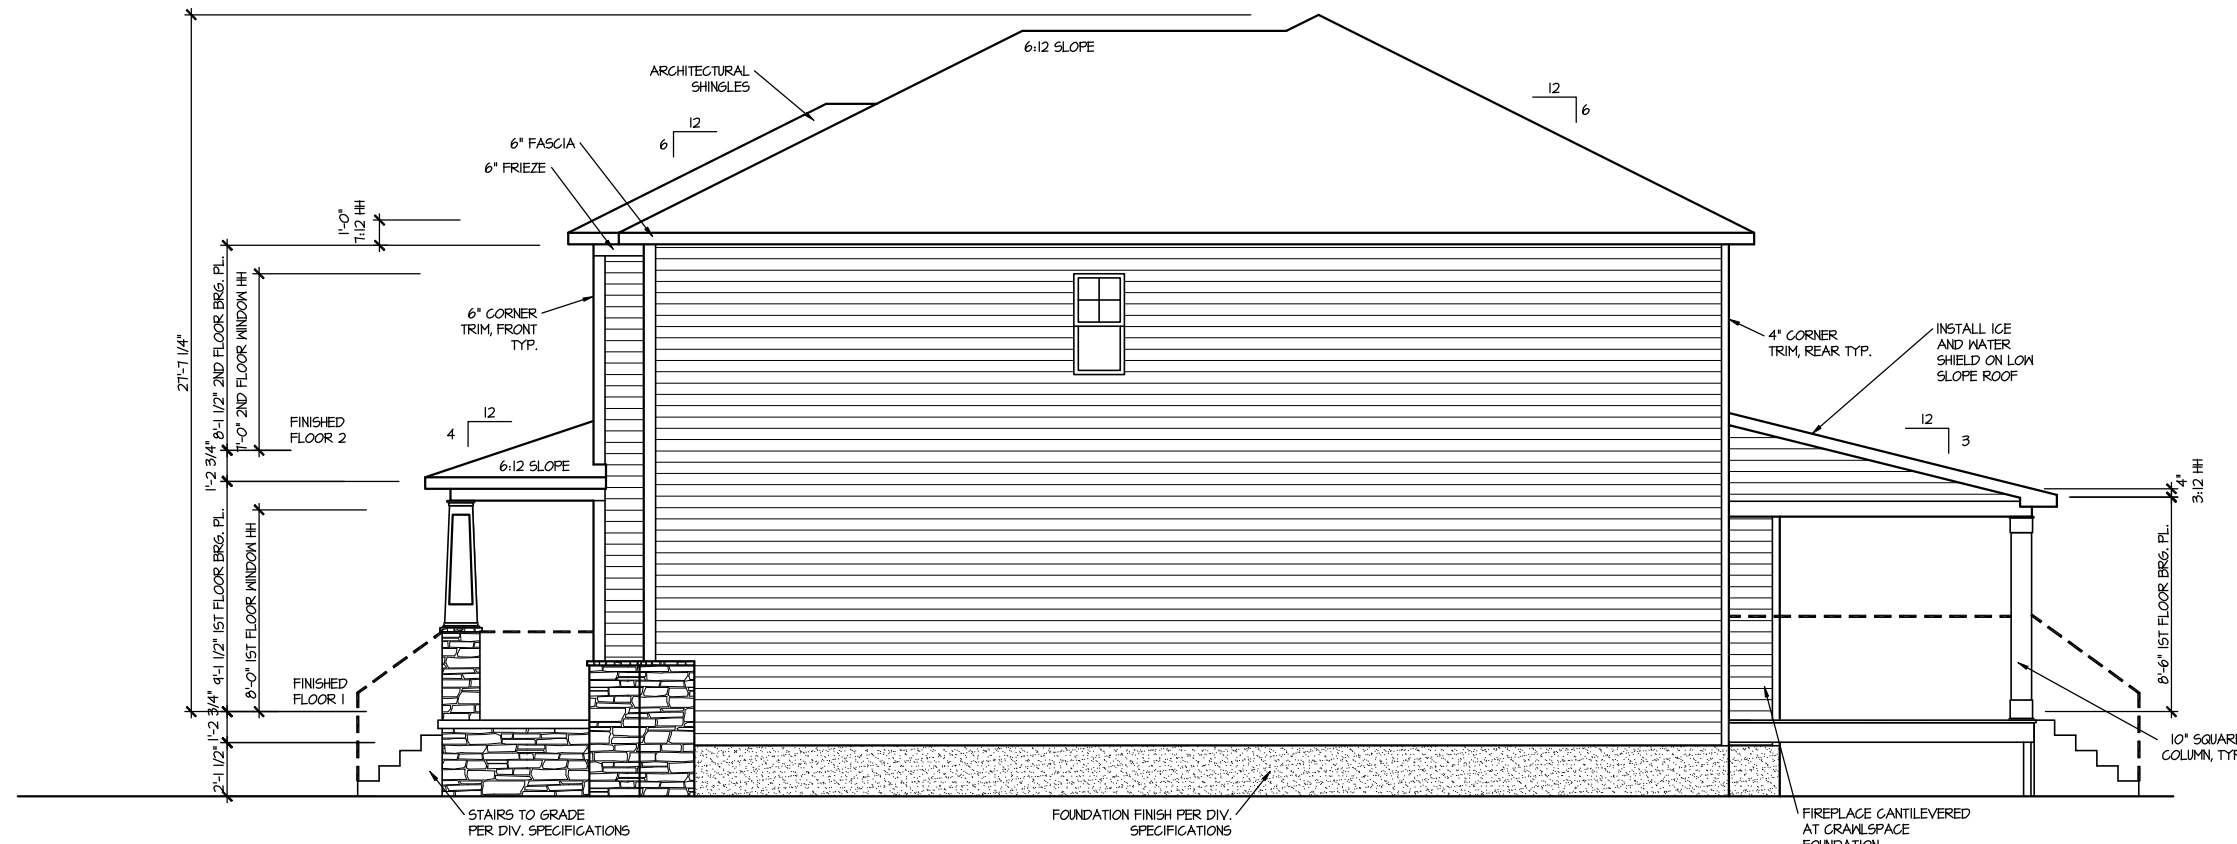 6:12 SLOPE
ARCHITECTURAL
SHINGLES
12
6
12
6
6" FASCIA
6" FRIEZE
1'-0"
7:12 HH
27'-7 1/4"
8'-1 1/2" 2ND FLOOR BRG. PL.
7'-0" 2ND FLOOR WINDOW HH
6" CORNER
TRIM, FRONT
TYP.
4" CORNER
TRIM, REAR TYP.
INSTALL ICE
AND WATER
SHIELD ON LOW
SLOPE ROOF
FINISHED
FLOOR 2
12
4
12
3
1'-2 3/4"
6:12 SLOPE
4"
3:12 HH
9'-1 1/2" 1ST FLOOR BRG. PL.
8'-0" 1ST FLOOR WINDOW HH
8'-6" 1ST FLOOR BRG. PL.
FINISHED
FLOOR 1
1'-2 3/4"
2'-1 1/2"
10" SQUAR
COLUMN, TYP
STAIRS TO GRADE
PER DIV. SPECIFICATIONS
FOUNDATION FINISH PER DIV.
SPECIFICATIONS
FIREPLACE CANTILEVERED
AT CRAWLSPACE
FOUNDATION